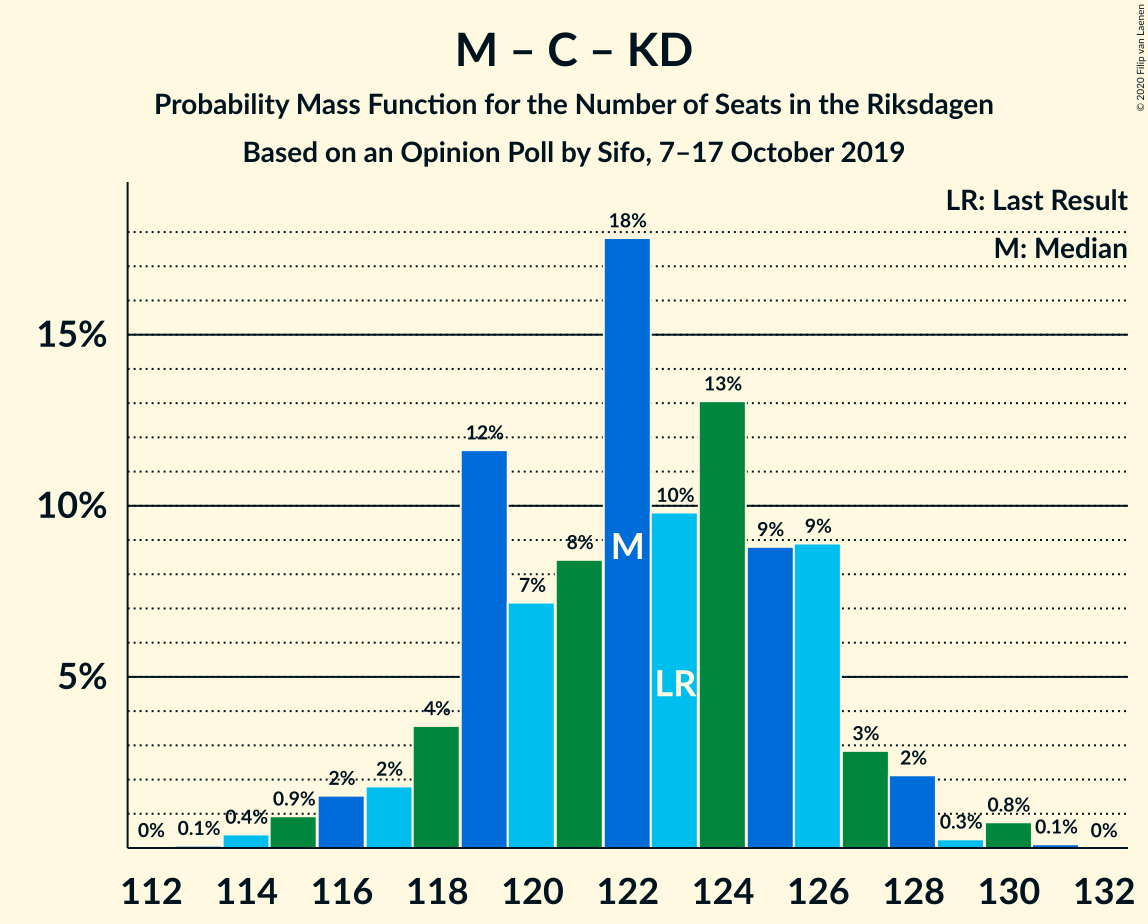 M – C – KD
Probability Mass Function for the Number of Seats in the Riksdagen
Based on an Opinion Poll by Sifo, 7–17 October 2019
© 2020 Filip van Laenen
LR: Last Result
M: Median
15%
10%
5%
0%
0.1%
0.4%
0.9%
2%
2%
4%
12%
7%
8%
18%
10%
13%
9%
9%
3%
2%
0.3%
0.8%
0.1%
0%
M
LR
112 114 116 118 120 122 124 126 128 130 132